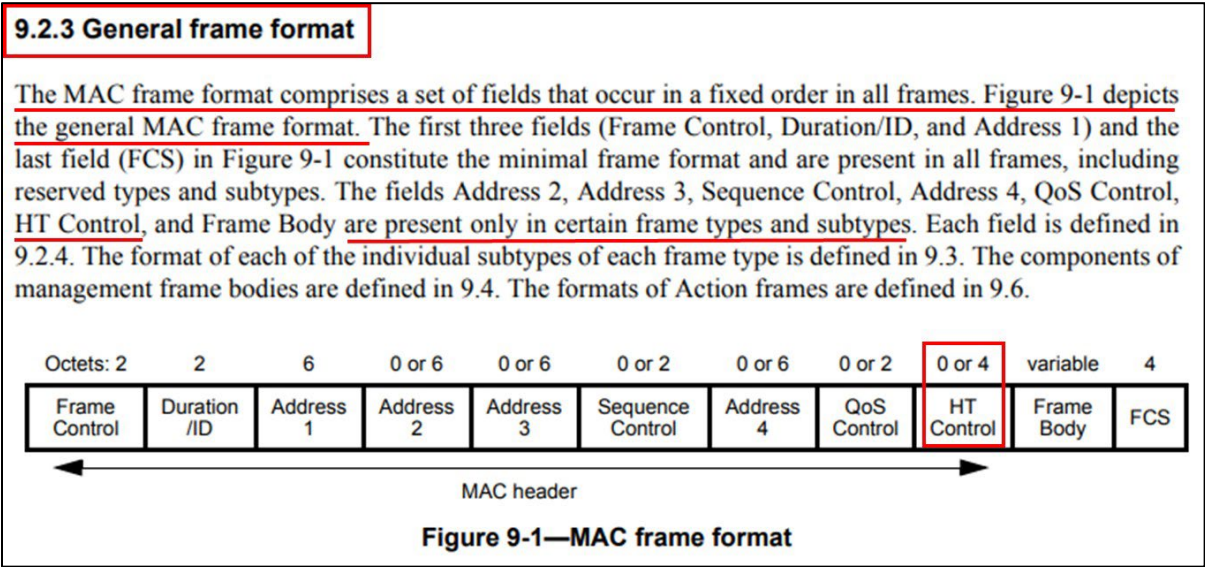 9.2.3 General frame format
The MAC frame format comprises a set of fields that occur in a fixed order in all frames. Figure 9-1 depicts
the general MAC frame format. The first three fields (Frame Control, Duration/ID, and Address 1) and the
last field (FCS) in Figure 9-1 constitute the minimal frame format and are present in all frames, including
reserved types and subtypes. The fields Address 2, Address 3, Sequence Control, Address 4, QoS Control,
HT Control, and Frame Body are present only in certain frame types and subtypes. Each field is defined in
9.2.4. The format of each of the individual subtypes of each frame type is defined in 9.3. The components of
management frame bodies are defined in 9.4. The formats of Action frames are defined in 9.6.
Octets: 2 2 6 0 or 6 0 or 6 0 or 2 0 or 6 0 or 2 0 or 4 variable 4
Frame Duration Address Address Address Sequence Address QoS HT Frame FCS
Control /ID 1 2 3 Control 4 Control Control Body
MAC header
Figure 9-1—MAC frame format